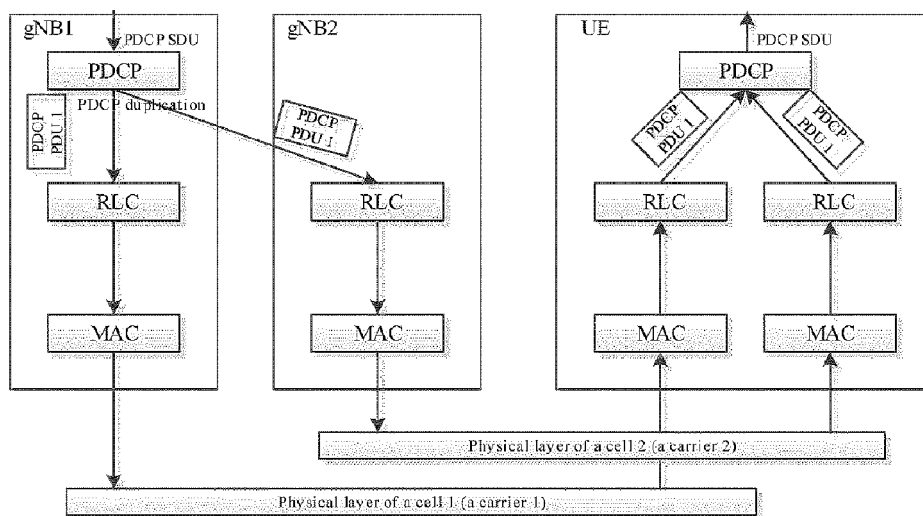 gNB1
PDCP SDU
PDCP
PDCP duplication
PDCP
PDU 1
RLC
MAC
gNB2
PDCP
PDU 1
RLC
MAC
UE
PDCP SDU
PDCP
PDCP
PDU 1
PDCP
PDU 1
RLC
RLC
MAC
MAC
Physical layer of a cell 2 (a carrier 2)
Physical layer of a cell 1 (a carrier 1)